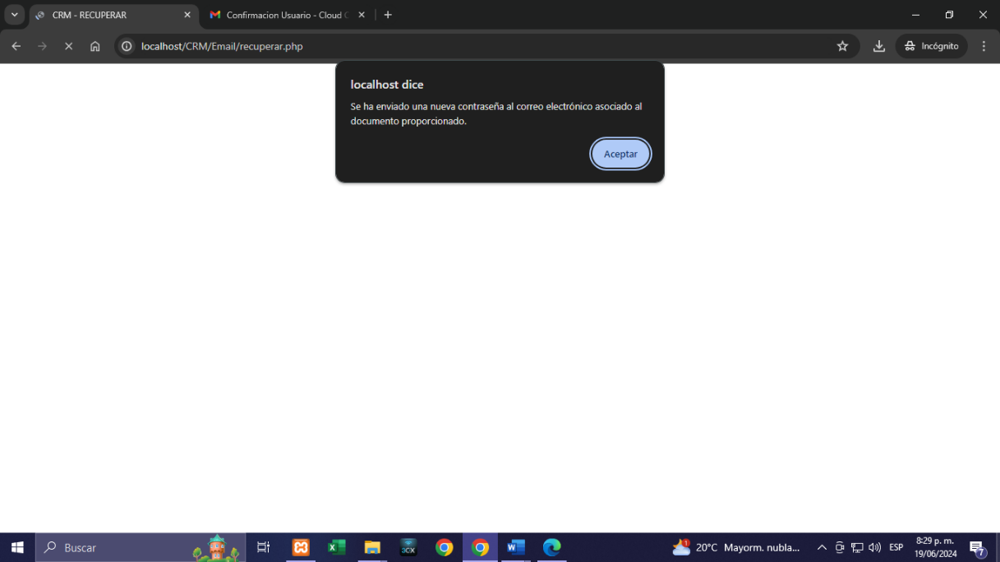 CRM - RECUPERAR
Confirmacion Usuario - Cloud C
localhost/CRM/Email/recuperar.php
Incógnito
localhost dice
Se ha enviado una nueva contraseña al correo electrónico asociado al
documento proporcionado.
Aceptar
Buscar
3CX
1
20°C Mayorm. nubla...
ESP
8:29 p. m.
19/06/2024
7